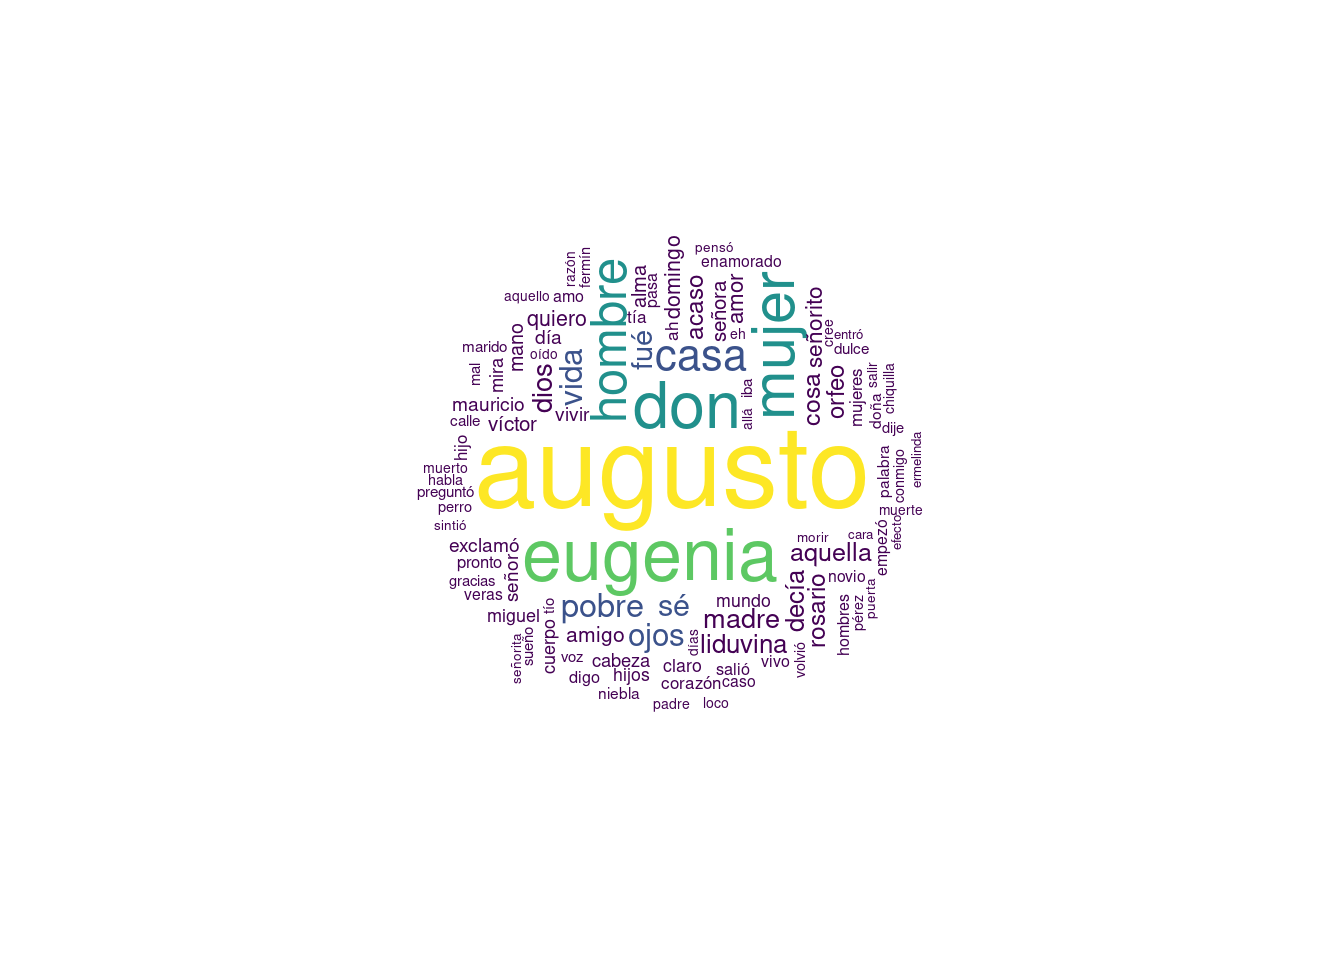 pensó
enamorado
domingo
razón
fermín
hombre
alma
pasa
aquello
amo
tía
ah
acaso
señora
amor
eh
mujer
señorito
cree
entró
dulce
quiero
día
oído
mano
marido
mal
mira
dios
vida
fué
casa
don
iba
allá
cosa
orfeo
mujeres
salir
doña
chiquilla
dije
mauricio
vivir
calle
víctor
hijo
augusto
muerto
habla
preguntó
perro
sintió
palabra
conmigo
ermelinda
muerte
efecto
empezó
eugenia
morir
cara
aquella
exclamó
pronto
gracias
señor
veras
novio
puerta
pérez
hombres
decía
rosario
miguel
tío
pobre
sé
mundo
madre
cuerpo
sueño
señorita
amigo
ojos
días
liduvina
voz
cabeza
claro
salió
vivo
volvió
digo
hijos
corazón
caso
niebla
padre
loco